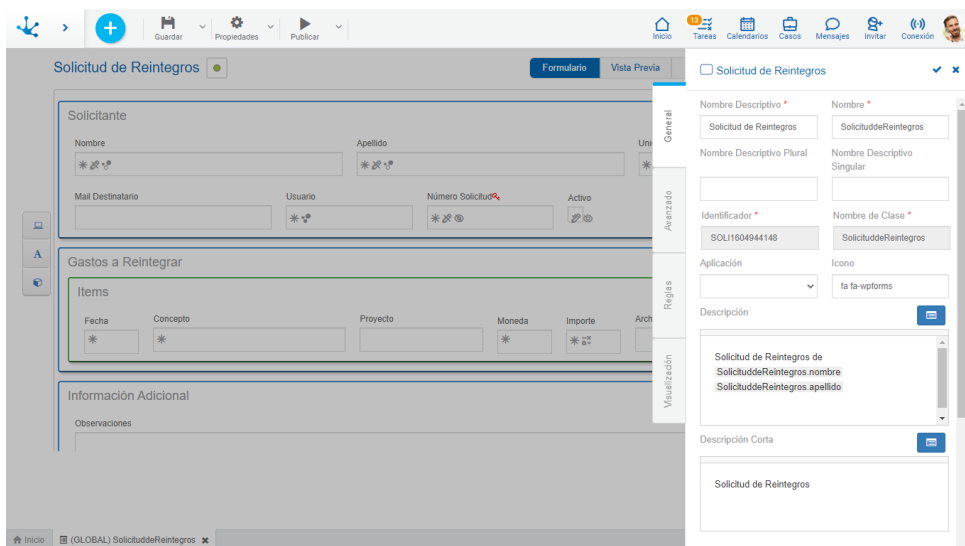 Guardar
Propiedades
Publicar
Inicio
13
Tareas
Calendarios
Casos
Mensajes
Invitar
Conexión
Solicitud de Reintegros
Formulario
Vista Previa
Solicitante
Nombre
Apellido
Uni
Mail Destinatario
Usuario
Número Solicitud
Activo
A
Gastos a Reintegrar
Items
Fecha
Concepto
Proyecto
Moneda
Importe
Arch
Información Adicional
Observaciones
General
Avanzado
Reglas
Visualización
Solicitud de Reintegros
Nombre Descriptivo *
Nombre *
Solicitud de Reintegros
SolicituddeReintegros
Nombre Descriptivo Plural
Nombre Descriptivo
Singular
Identificador *
Nombre de Clase *
SOLI1604944148
SolicituddeReintegros
Aplicación
Icono
fa fa-wpforms
Descripción
Solicitud de Reintegros de
SolicituddeReintegros.nombre
SolicituddeReintegros.apellido
Descripción Corta
Solicitud de Reintegros
Inicio
(GLOBAL) SolicituddeReintegros